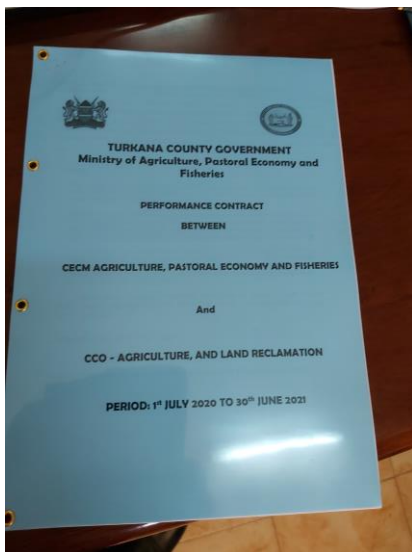 TURKANA COUNTY GOVERNMENT
Ministry of Agriculture, Pastoral Economy and
Fisheries
PERFORMANCE CONTRACT
BETWEEN
CECM AGRICULTURE, PASTORAL ECONOMY AND FISHERIES
And
CCO - AGRICULTURE, AND LAND RECLAMATION
PERIOD: 1st JULY 2020 TO 30th JUNE 2021